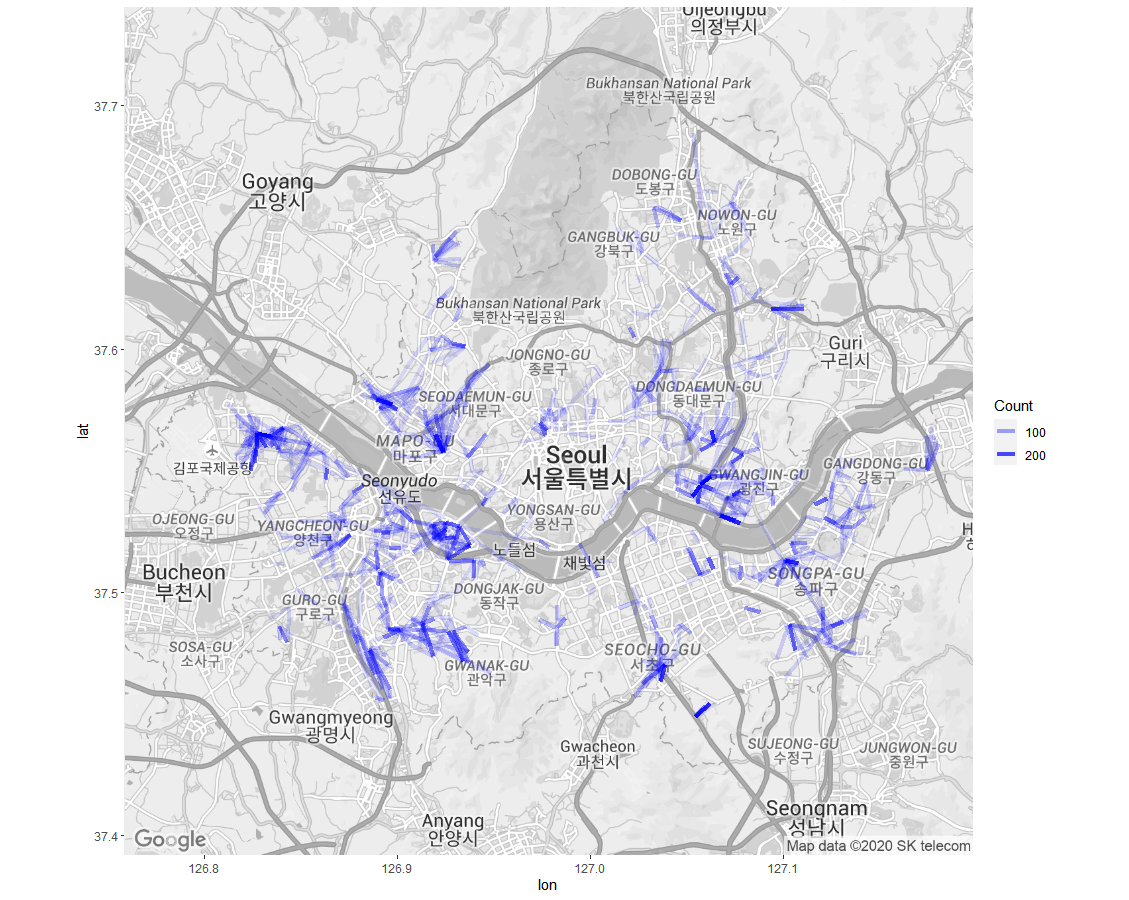 Uijeongbu
의정부시
Bukhansan National Park
북한산국립공원
37.7
DOBONG-GU
도봉구
Goyang
고양시
NOWON-GU
노원구
GANGBUK-GU
강북구
Bukhansan National Park
북한산국립공원
37.6
Guri
구리시
JONGNO-GU
종로구
DONGDAEMUN-GU
동대문구
SEODAEMUN-GU
서대문구
Count
100
200
lat
MAPO-GU
마포구
Seoul
서울특별시
김포국제공항
GWANGJIN-GU
광진구
GANGDONG-GU
강동구
Seonyudo
선유도
OJEONG-GU
오정구
YANGCHEON-GU
양천구
YONGSAN-GU
용산구
노들섬
채빛섬
Bucheon
부천시
SONGPA-GU
송파구
37.5
DONGJAK-GU
동작구
GURO-GU
구로구
SOSA-GU
소사구
SEOCHO-GU
서초구
GWANAK-GU
관악구
Gwangmyeong
광명시
Gwacheon
과천시
SUJEONG-GU
수정구
JUNGWON-GU
중원구
Anyang
안양시
Seongnam
성남시
37.4
Google
Map data ©2020 SK telecom
126.8
126.9
127.0
127.1
lon